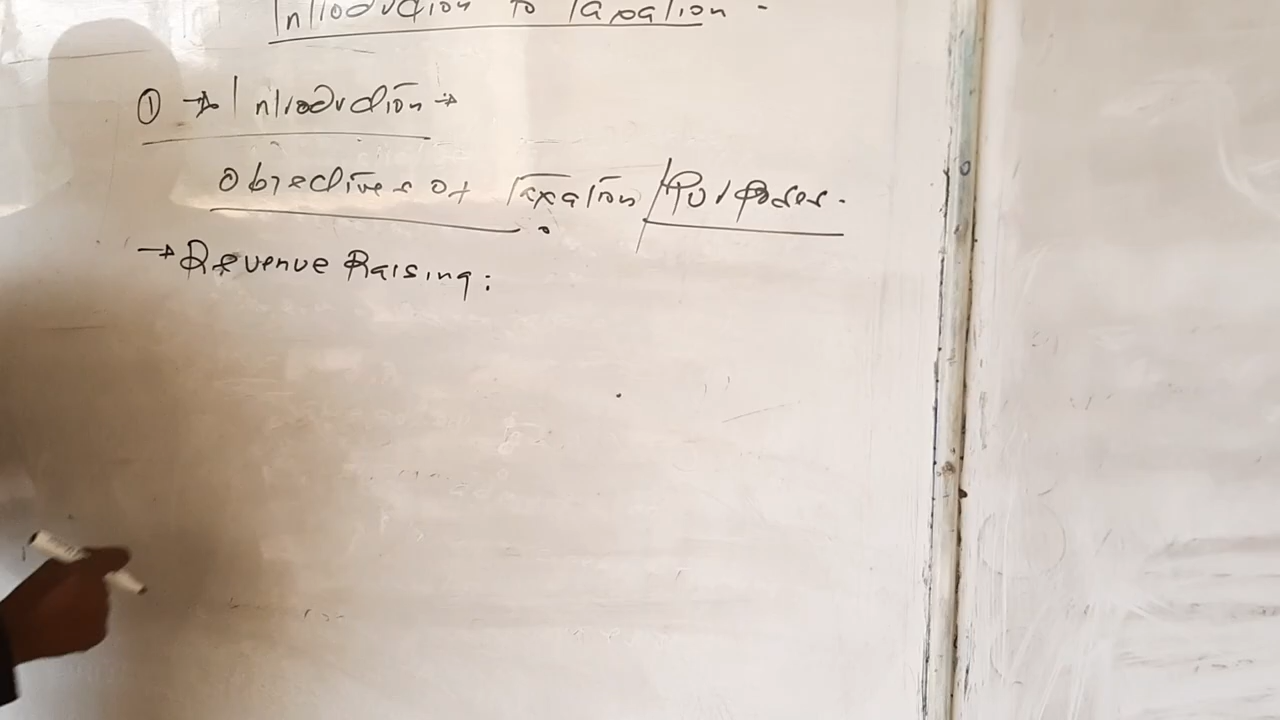 Introduction to Taxation -
① → Introduction →
Objectives of Taxation / Purposes.
→ Revenue Raising: